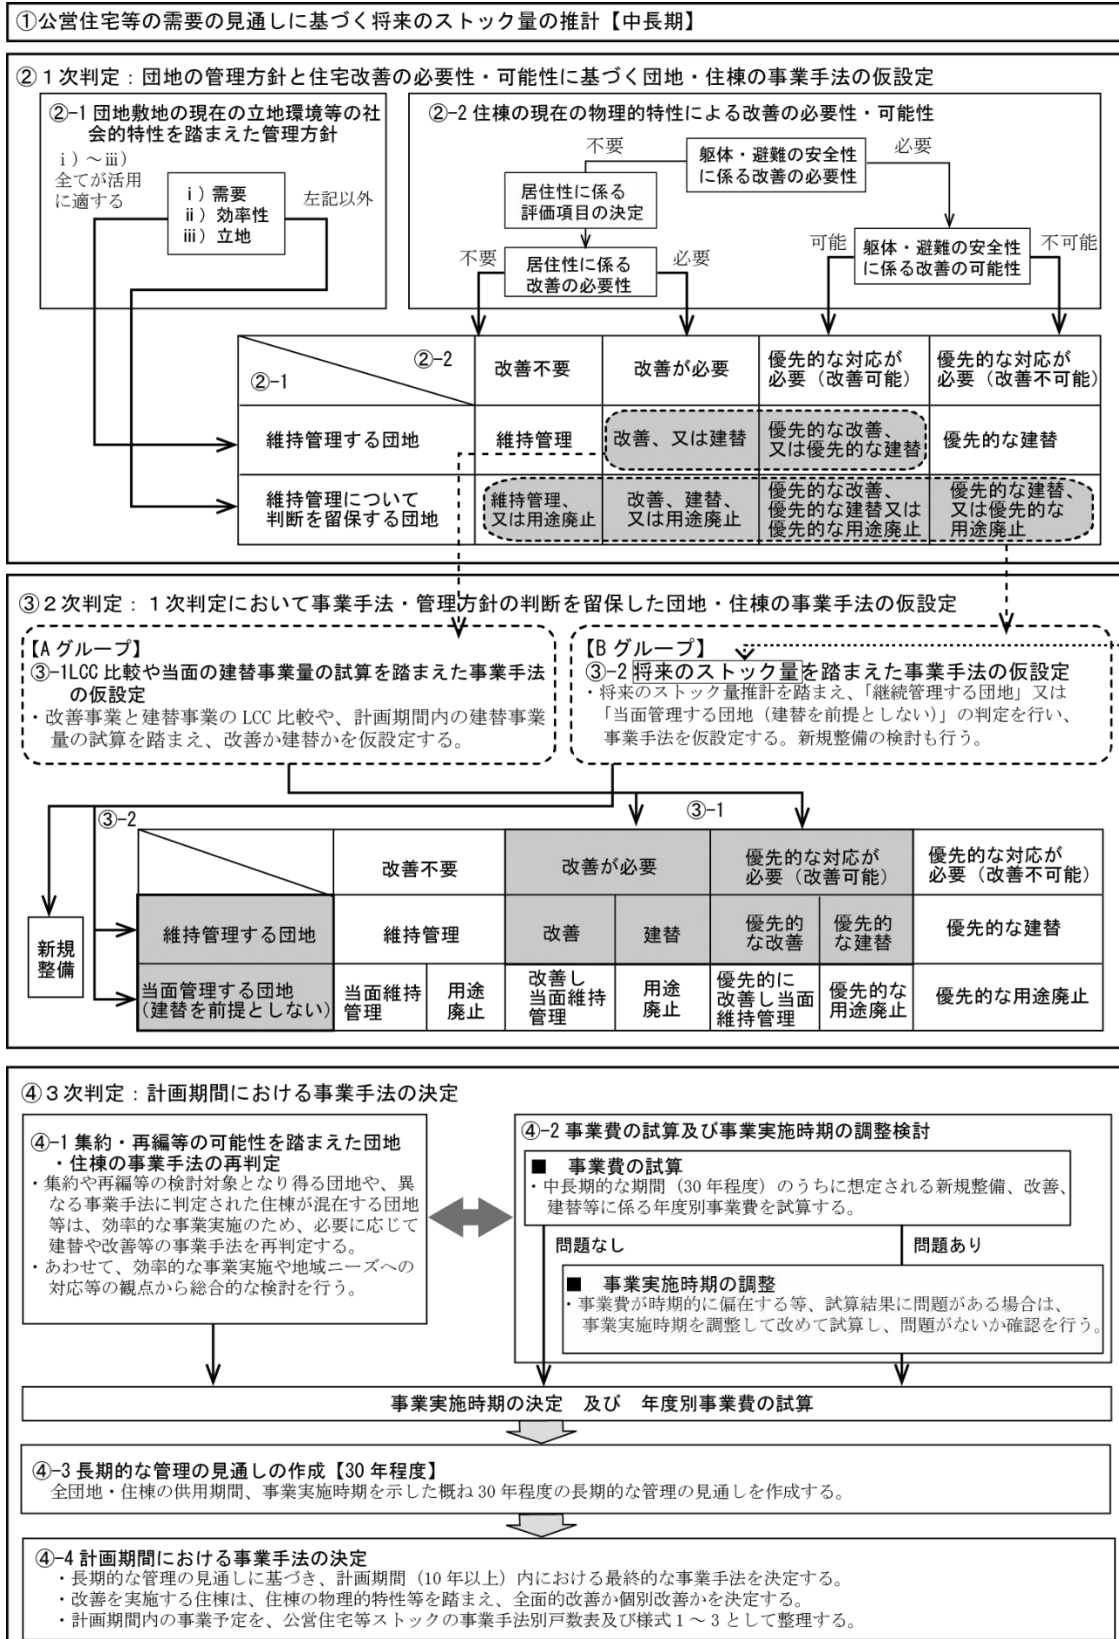 ①公営住宅等の需要の見通しに基づく将来のストック量の推計【中長期】
②１次判定：団地の管理方針と住宅改善の必要性・可能性に基づく団地・住棟の事業手法の仮設定
②-1 団地敷地の現在の立地環境等の社
会的特性を踏まえた管理方針
ⅰ）～ⅲ）
全てが活用
に適する
ⅰ）需要
ⅱ）効率性
ⅲ）立地
左記以外
②-2 住棟の現在の物理的特性による改善の必要性・可能性
不要
躯体・避難の安全性
に係る改善の必要性
必要
居住性に係る
評価項目の決定
不要
居住性に係る
改善の必要性
必要
可能
躯体・避難の安全性
に係る改善の可能性
不可能
②-2
②-1
改善不要
改善が必要
優先的な対応が
必要（改善可能）
優先的な対応が
必要（改善不可能）
維持管理する団地
維持管理
改善、又は建替
優先的な改善、
又は優先的な建替
優先的な建替
維持管理について
判断を留保する団地
維持管理、
又は用途廃止
改善、建替、
又は用途廃止
優先的な改善、
優先的な建替又は
優先的な用途廃止
優先的な建替、
又は優先的な
用途廃止
③２次判定：１次判定において事業手法・管理方針の判断を留保した団地・住棟の事業手法の仮設定
【A グループ】
③-1LCC 比較や当面の建替事業量の試算を踏まえた事業手法
の仮設定
・改善事業と建替事業の LCC 比較や、計画期間内の建替事業
量の試算を踏まえ、改善か建替かを仮設定する。
【B グループ】
③-2 将来のストック量を踏まえた事業手法の仮設定
・将来のストック量推計を踏まえ、「継続管理する団地」又は
「当面管理する団地（建替を前提としない）」の判定を行い、
事業手法を仮設定する。新規整備の検討も行う。
③-2
③-1
改善不要
改善が必要
優先的な対応が
必要（改善可能）
優先的な対応が
必要（改善不可能）
新規
整備
維持管理する団地
維持管理
改善
建替
優先的
な改善
優先的
な建替
優先的な建替
当面管理する団地
（建替を前提としない）
当面維持
管理
用途
廃止
改善し
当面維持
管理
用途
廃止
優先的に
改善し当面
維持管理
優先的な
用途廃止
優先的な用途廃止
④３次判定：計画期間における事業手法の決定
④-1 集約・再編等の可能性を踏まえた団地
・住棟の事業手法の再判定
・集約や再編等の検討対象となり得る団地や、異
なる事業手法に判定された住棟が混在する団地
等は、効率的な事業実施のため、必要に応じて
建替や改善等の事業手法を再判定する。
・あわせて、効率的な事業実施や地域ニーズへの
対応等の観点から総合的な検討を行う。
④-2 事業費の試算及び事業実施時期の調整検討
■ 事業費の試算
・中長期的な期間（30 年程度）のうちに想定される新規整備、改善、
建替等に係る年度別事業費を試算する。
問題なし
問題あり
■ 事業実施時期の調整
・事業費が時期的に偏在する等、試算結果に問題がある場合は、
事業実施時期を調整して改めて試算し、問題がないか確認を行う。
事業実施時期の決定 及び 年度別事業費の試算
④-3 長期的な管理の見通しの作成【30 年程度】
全団地・住棟の供用期間、事業実施時期を示した概ね 30 年程度の長期的な管理の見通しを作成する。
④-4 計画期間における事業手法の決定
・長期的な管理の見通しに基づき、計画期間（10 年以上）内における最終的な事業手法を決定する。
・改善を実施する住棟は、住棟の物理的特性等を踏まえ、全面的改善か個別改善かを決定する。
・計画期間内の事業予定を、公営住宅等ストックの事業手法別戸数表及び様式１～３として整理する。